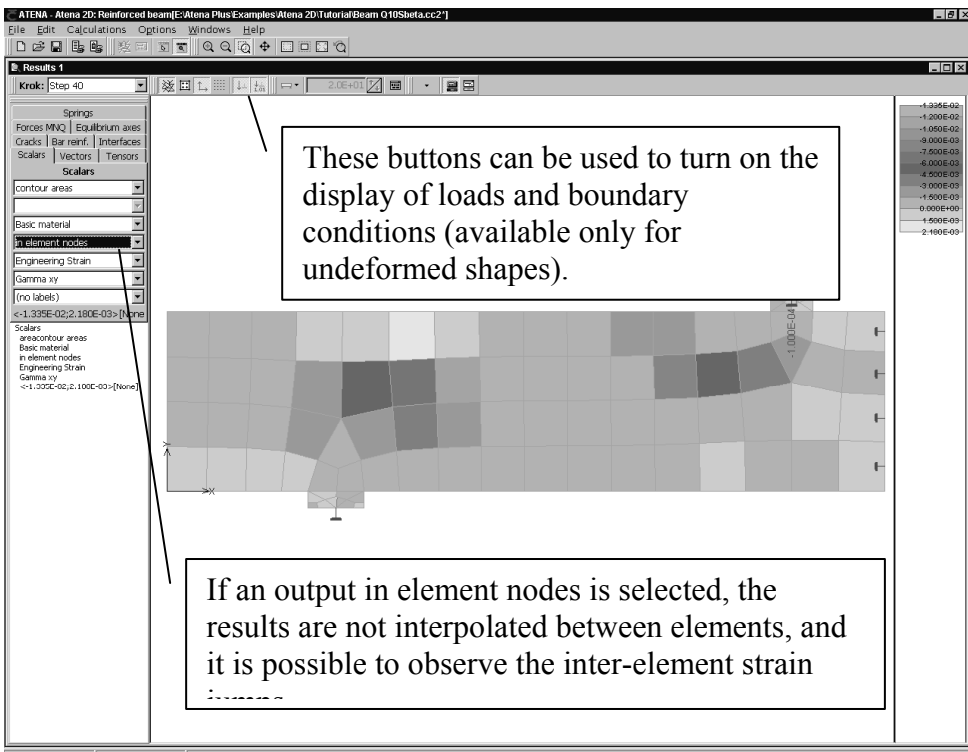 ATENA - Atena 2D: Reinforced beam[E:\Atena Plus\Examples\Atena 2D\Tutorial\Beam Q10Sbeta.cc2*]
File Edit Calculations Options Windows Help
Results 1
Krok: Step 40
2.0E+01
Springs
Forces MNQ Equilibrium axes
Cracks Bar reinf. Interfaces
Scalars Vectors Tensors
Scalars
contour areas
Basic material
in element nodes
Engineering Strain
Gamma xy
(no labels)
<-1.335E-02;2.180E-03>[None
Scalars
areacontour areas
Basic material
in element nodes
Engineering Strain
Gamma xy
These buttons can be used to turn on the
display of loads and boundary
conditions (available only for
undeformed shapes).
-1.335E-02
-1.200E-02
-1.050E-02
-9.000E-03
-7.500E-03
-6.000E-03
-4.500E-03
-3.000E-03
-1.500E-03
0.000E+00
1.500E-03
2.180E-03
-1.000E-04
Y
X
If an output in element nodes is selected, the
results are not interpolated between elements, and
it is possible to observe the inter-element strain
jumps